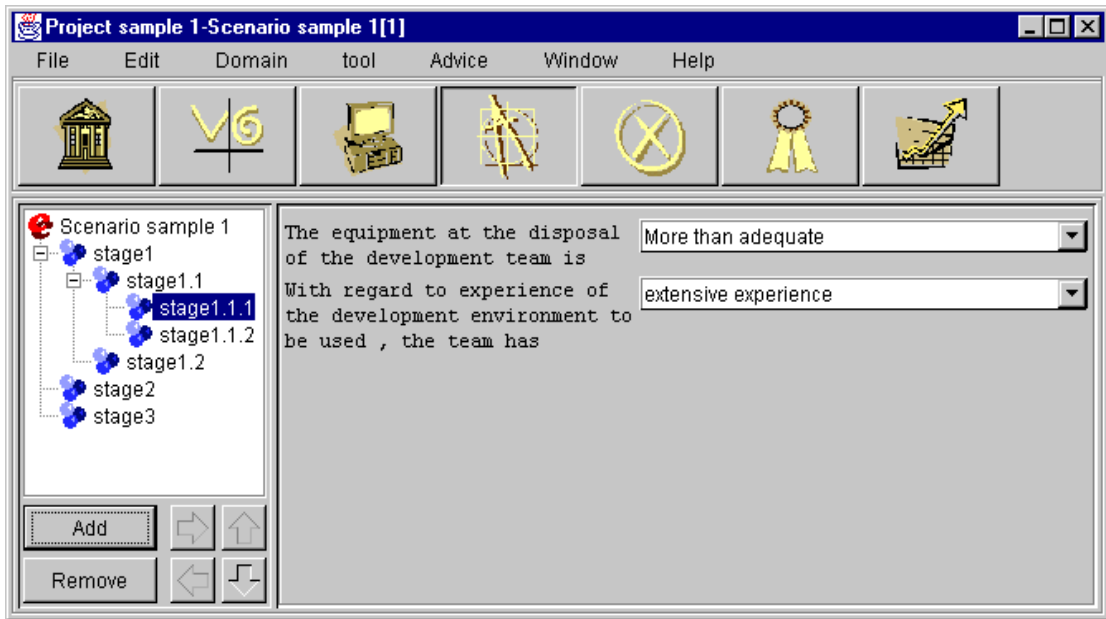 Project sample 1-Scenario sample 1[1]
File Edit Domain tool Advice Window Help
Scenario sample 1
stage1
stage1.1
stage1.1.1
stage1.1.2
stage1.2
stage2
stage3
Add
Remove
The equipment at the disposal
of the development team is
More than adequate
With regard to experience of
the development environment to
be used , the team has
extensive experience